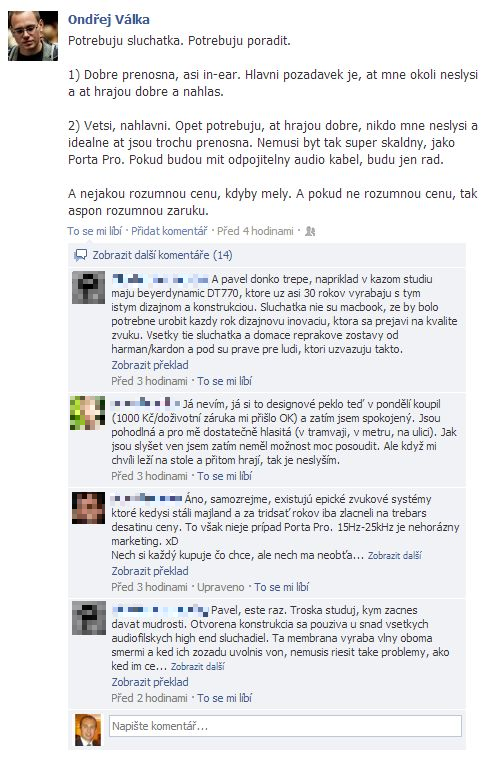 Ondřej Válka
Potrebuju sluchatka. Potrebuju poradit.
1) Dobre prenosna, asi in-ear. Hlavni pozadavek je, at mne okoli neslysi
a at hrajou dobre a nahlas.
2) Vetsi, nahlavni. Opet potrebuju, at hrajou dobre, nikdo mne neslysi a
idealne at jsou trochu prenosna. Nemusi byt tak super skaldny, jako
Porta Pro. Pokud budou mit odpojitelny audio kabel, budu jen rad.
A nejakou rozumnou cenu, kdyby mely. A pokud ne rozumnou cenu, tak
aspon rozumnou zaruku.
To se mi líbí · Přidat komentář · Před 4 hodinami ·
Zobrazit další komentáře (14)
A pavel donko trepe, napriklad v kazom studiu
maju beyerdynamic DT770, ktore uz asi 30 rokov vyrabaju s tym
istym dizajnom a konstrukciou. Sluchatka nie su macbook, ze by bolo
potrebne urobit kazdy rok dizajnovu inovaciu, ktora sa prejavi na kvalite
zvuku. Vsetky tie sluchatka a domace reprakove zostavy od
harman/kardon a pod su prave pre ludi, ktori uzvazuju takto.
Zobrazit překlad
Před 3 hodinami · To se mi líbí
Já nevím, já si to designové peklo teď v pondělí koupil
(1000 Kč/doživotní záruka mi přišlo OK) a zatím jsem spokojený. Jsou
pohodlná a pro mě dostatečně hlasitá (v tramvaji, v metru, na ulici). Jak
jsou slyšet ven jsem zatím neměl možnost moc posoudit. Ale když mi
chvíli leží na stole a přitom hrají, tak je neslyším.
Před 3 hodinami · To se mi líbí
Áno, samozrejme, existujú epické zvukové systémy
ktoré kedysi stáli majland a za tridsať rokov iba zlacneli na trebars
desatinu ceny. To však nieje prípad Porta Pro. 15Hz-25kHz je nehorázny
marketing. xD
Nech si každý kupuje čo chce, ale nech ma neobťa... Zobrazit další
Zobrazit překlad
Před 3 hodinami · Upraveno · To se mi líbí
Pavel, este raz. Troska studuj, kym zacnes
davat mudrosti. Otvorena konstrukcia sa pouziva u snad vsetkych
audiofilskych high end sluchadiel. Ta membrana vyraba vlny oboma
smermi a ked ich zozadu uvolnis von, nemusis riesit take problemy, ako
ked im ce... Zobrazit další
Zobrazit překlad
Před 2 hodinami · To se mi líbí
Napište komentář...